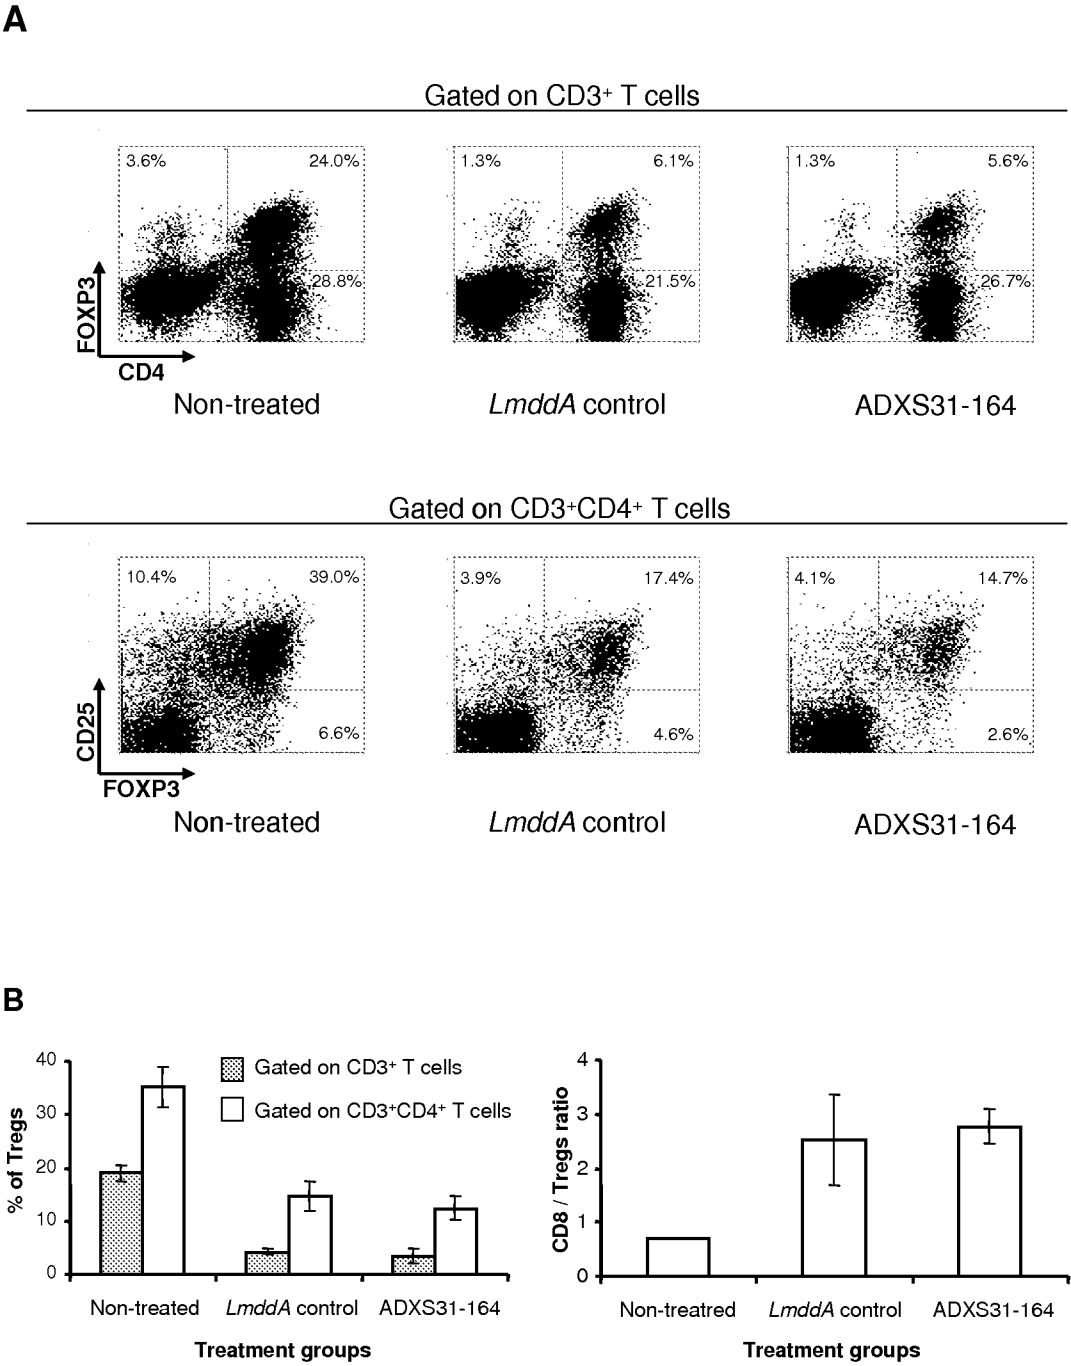 A
Gated on CD3+ T cells
3.6% 24.0% 1.3% 6.1% 1.3% 5.6%
28.8% 21.5% 26.7%
FOXP3
CD4
Non-treated LmddA control ADXS31-164
Gated on CD3+CD4+ T cells
10.4% 39.0% 3.9% 17.4% 4.1% 14.7%
6.6% 4.6% 2.6%
CD25
FOXP3
Non-treated LmddA control ADXS31-164
B
% of Tregs
40
30
20
10
0
Gated on CD3+ T cells
Gated on CD3+CD4+ T cells
Non-treated LmddA control ADXS31-164
Treatment groups
CD8 / Tregs ratio
4
3
2
1
0
Non-treatred LmddA control ADXS31-164
Treatment groups